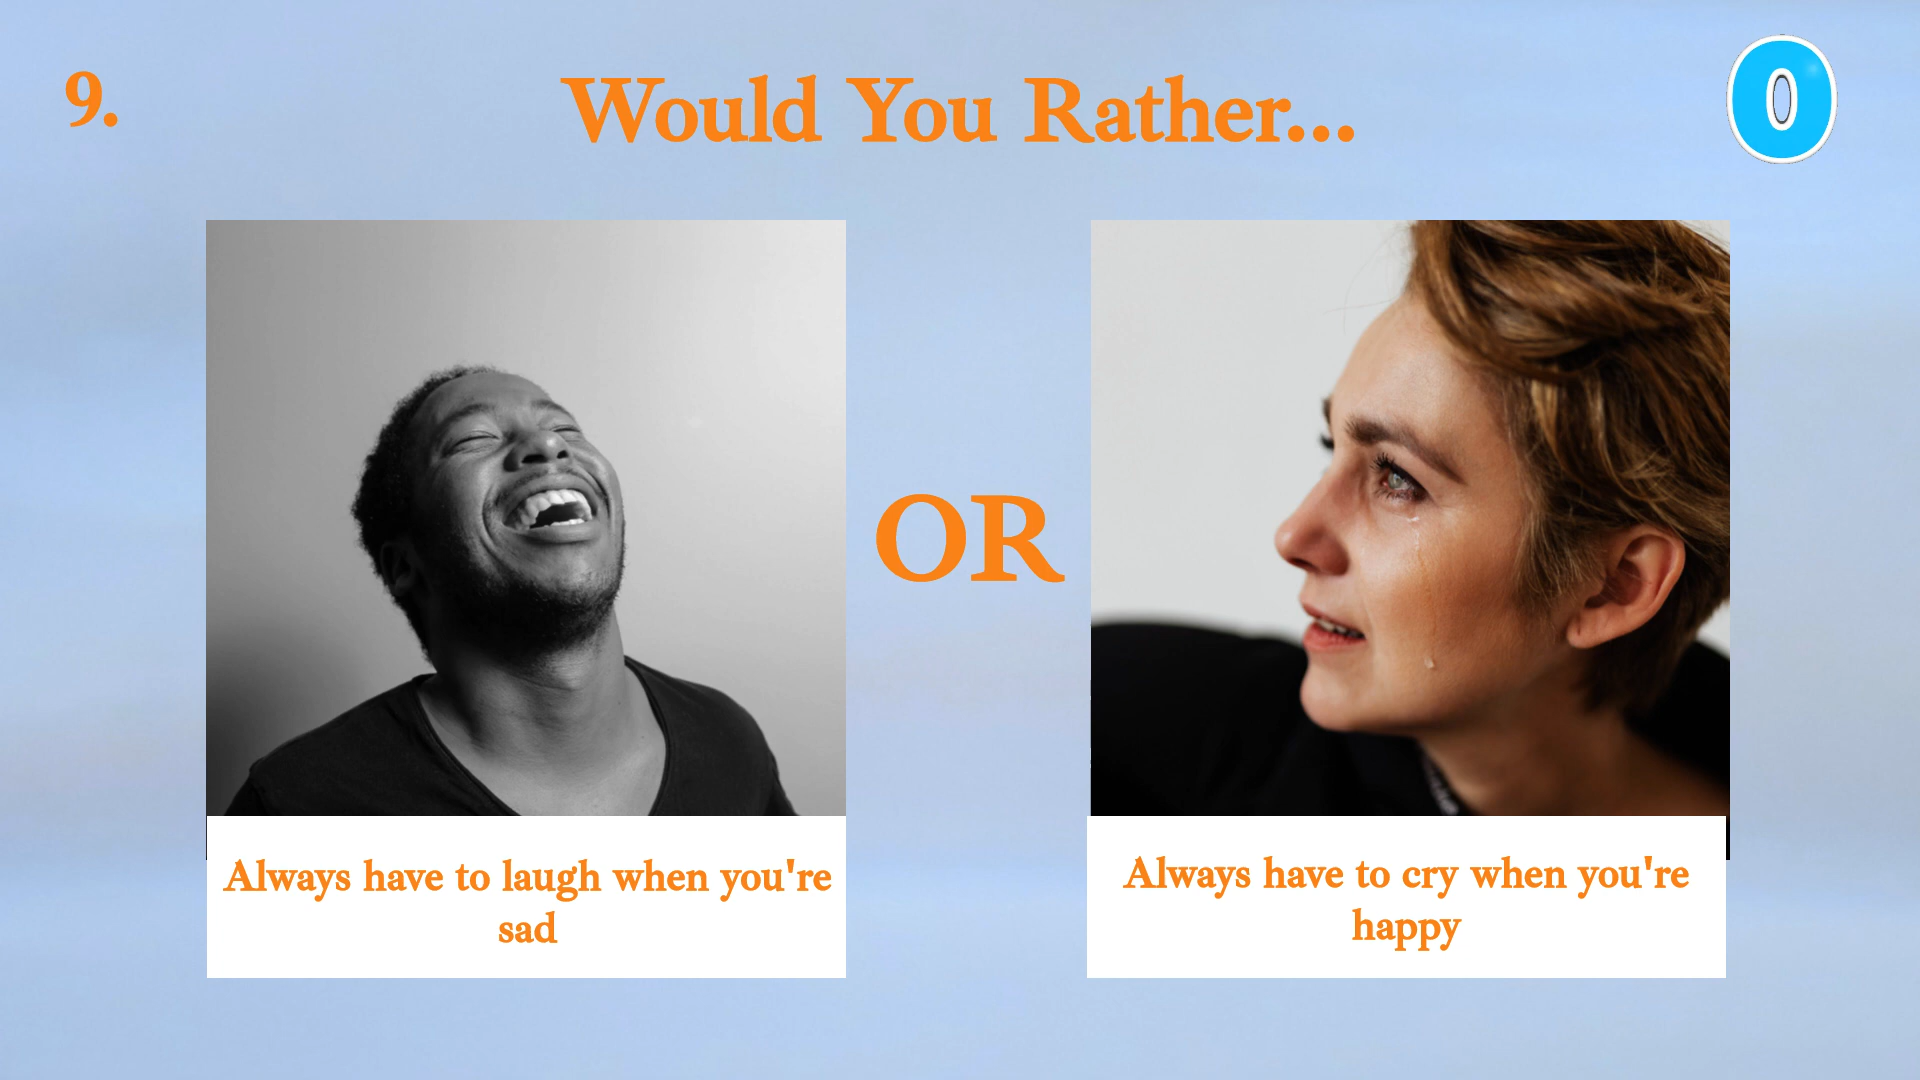 9.
Would You Rather...
0
OR
Always have to laugh when you're
sad
Always have to cry when you're
happy